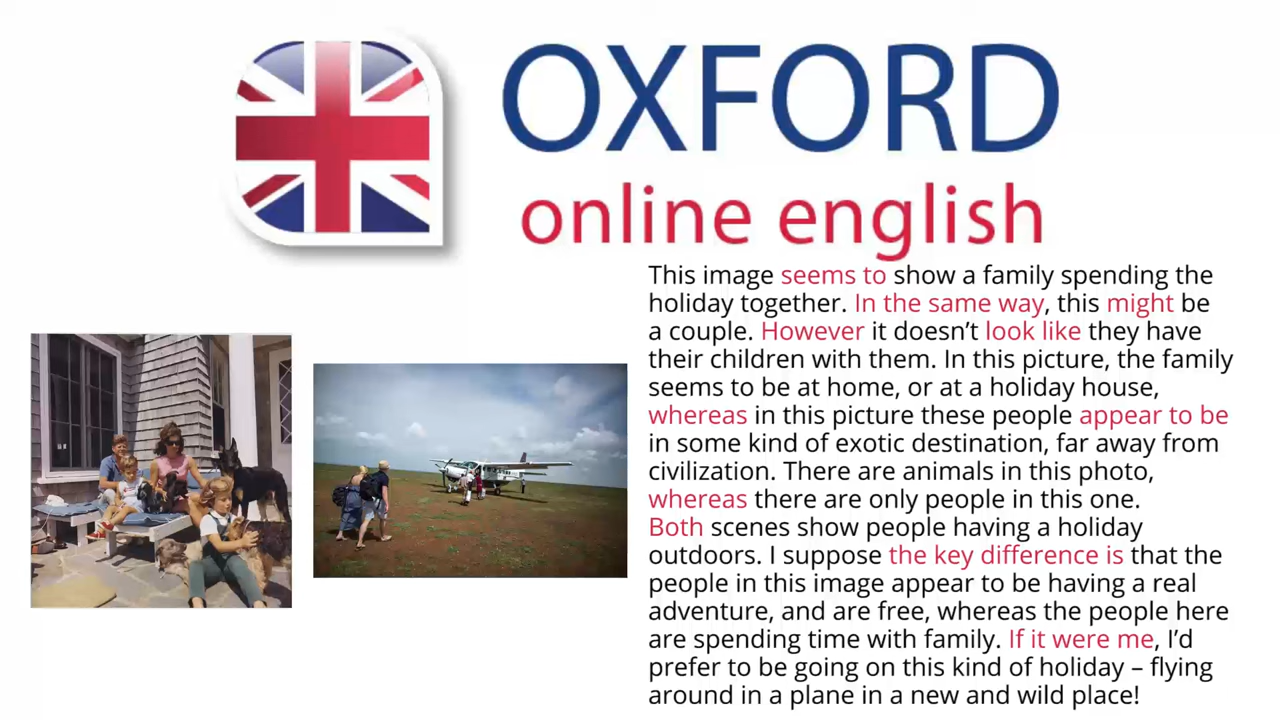 OXFORD
online english
This image seems to show a family spending the
holiday together. In the same way, this might be
a couple. However it doesn’t look like they have
their children with them. In this picture, the family
seems to be at home, or at a holiday house,
whereas in this picture these people appear to be
in some kind of exotic destination, far away from
civilization. There are animals in this photo,
whereas there are only people in this one.
Both scenes show people having a holiday
outdoors. I suppose the key difference is that the
people in this image appear to be having a real
adventure, and are free, whereas the people here
are spending time with family. If it were me, I’d
prefer to be going on this kind of holiday – flying
around in a plane in a new and wild place!